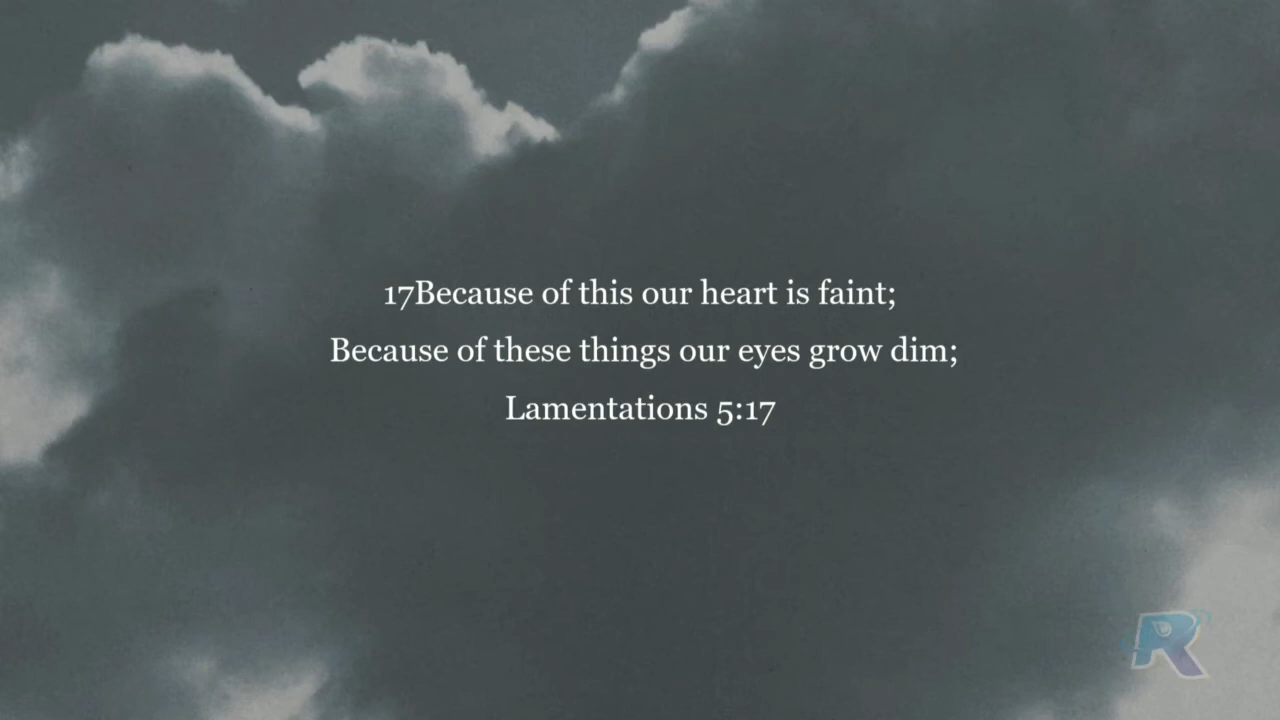 17Because of this our heart is faint;
Because of these things our eyes grow dim;
Lamentations 5:17
R